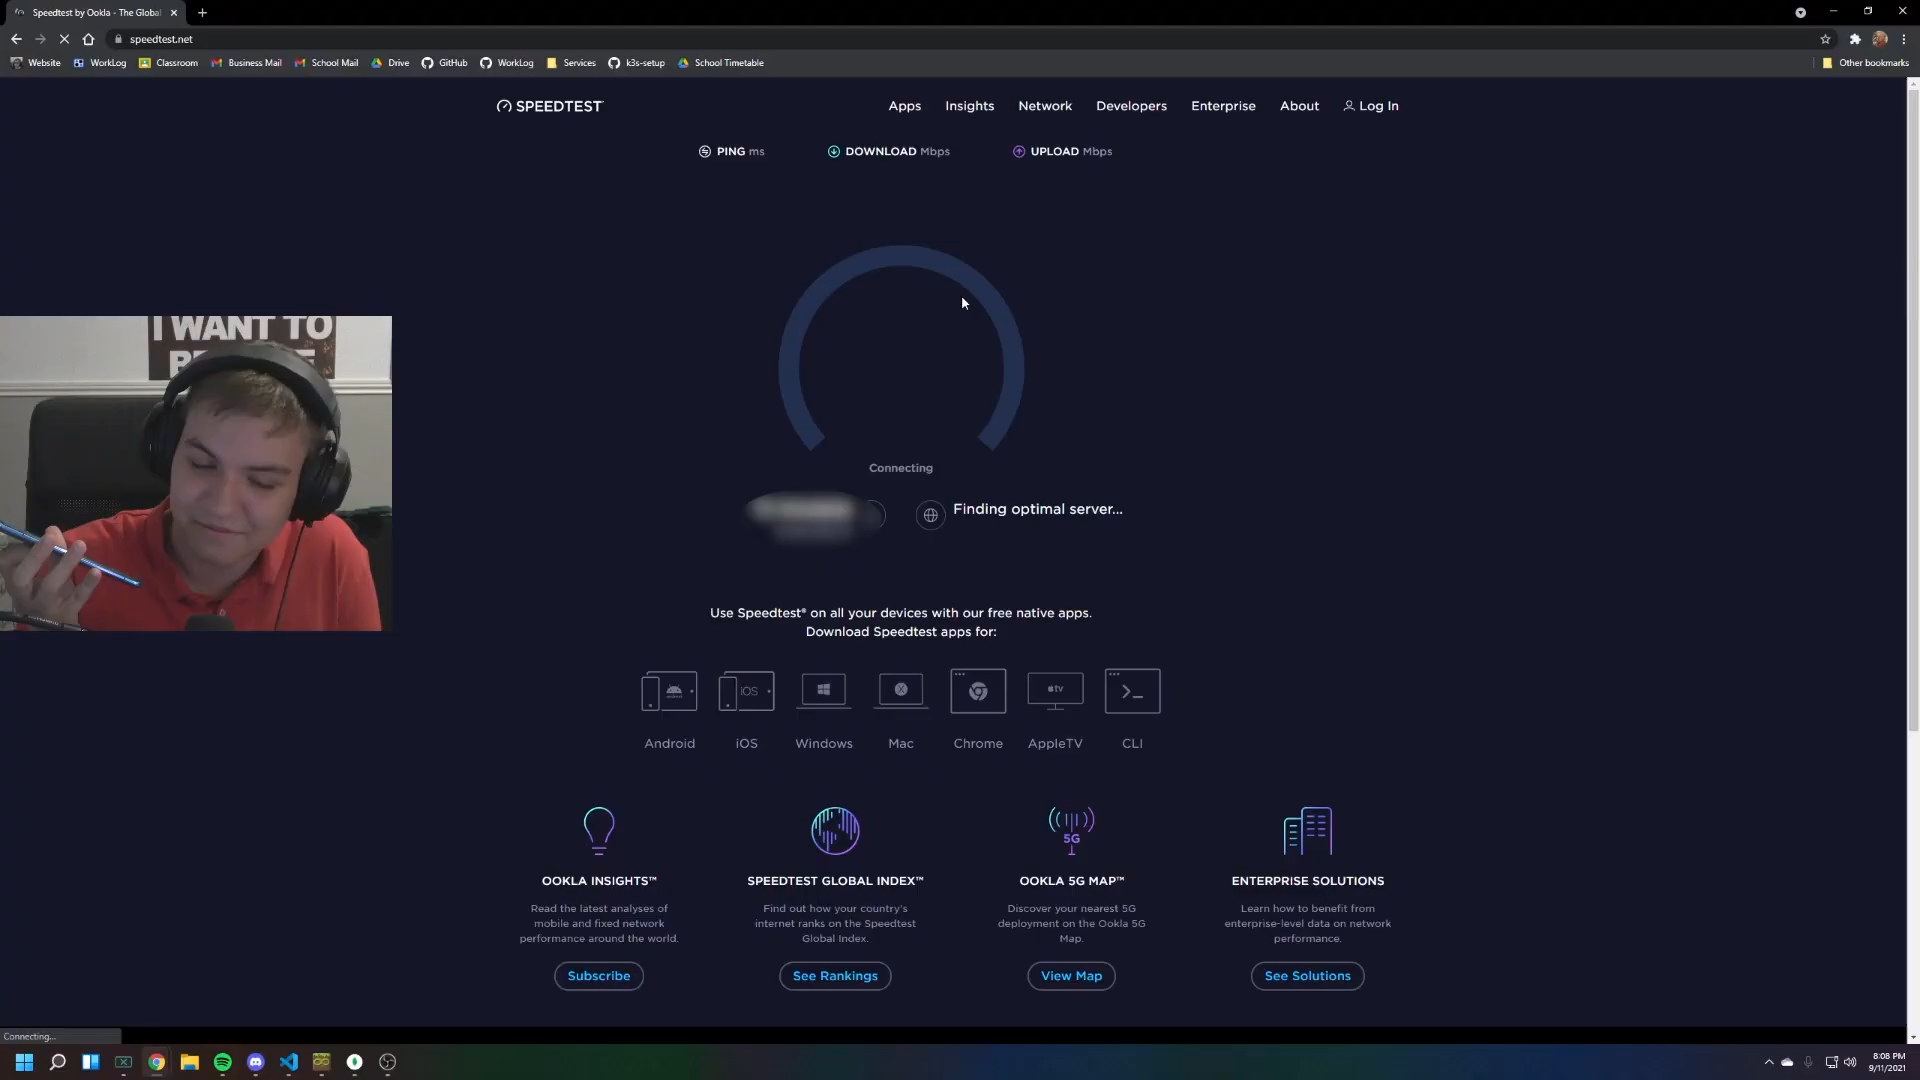 Speedtest by Ookla - The Global
speedtest.net
Website WorkLog Classroom Business Mail School Mail Drive GitHub WorkLog Services k3s-setup School Timetable Other bookmarks
SPEEDTEST
Apps Insights Network Developers Enterprise About Log In
PING ms DOWNLOAD Mbps UPLOAD Mbps
I WANT TO
Connecting
Finding optimal server...
Use Speedtest® on all your devices with our free native apps.
Download Speedtest apps for:
iOS
tv
Android iOS Windows Mac Chrome AppleTV CLI
5G
OOKLA INSIGHTS™
Read the latest analyses of
mobile and fixed network
performance around the world.
Subscribe
SPEEDTEST GLOBAL INDEX™
Find out how your country's
internet ranks on the Speedtest
Global Index.
See Rankings
OOKLA 5G MAP™
Discover your nearest 5G
deployment on the Ookla 5G
Map.
View Map
ENTERPRISE SOLUTIONS
Learn how to benefit from
enterprise-level data on network
performance.
See Solutions
Connecting...
8:08 PM
9/11/2021